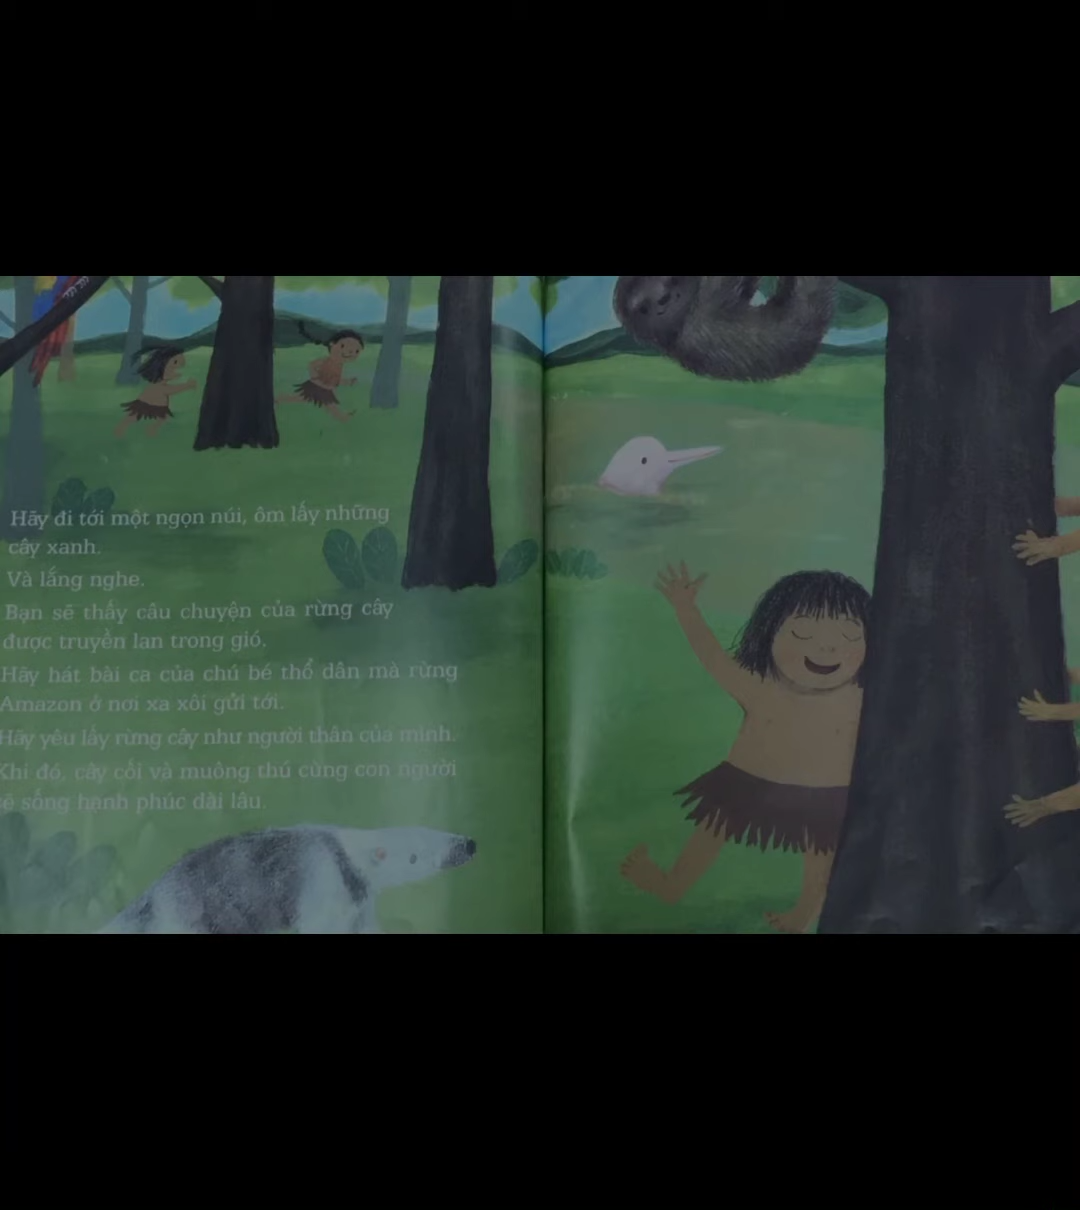 Hãy đi tới một ngọn núi, ôm lấy những
cây xanh.
Và lắng nghe.
Bạn sẽ thấy câu chuyện của rừng cây
được truyền lan trong gió.
Hãy hát bài ca của chú bé thổ dân mà rừng
Amazon ở nơi xa xôi gửi tới.
Hãy yêu lấy rừng cây như người thân của mình.
Khi đó, cây cối và muông thú cùng con người
sẽ sống hạnh phúc dài lâu.